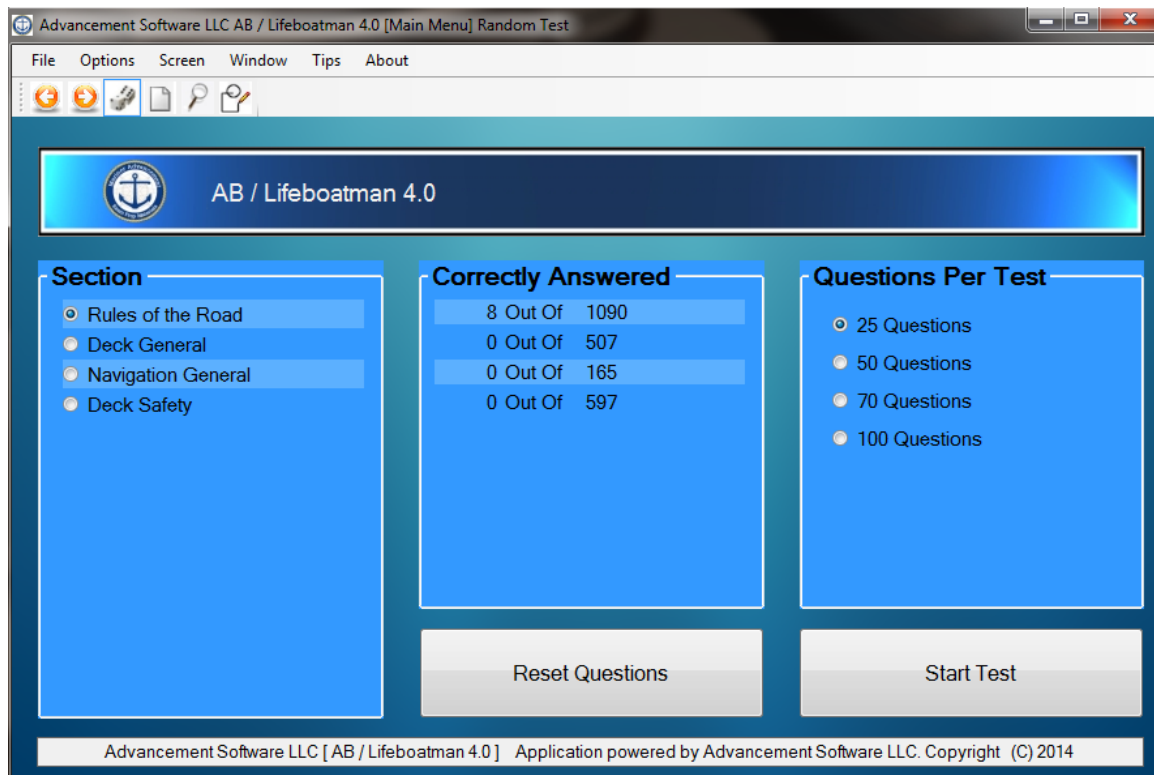 Advancement Software LLC AB / Lifeboatman 4.0 [Main Menu] Random Test
File Options Screen Window Tips About
AB / Lifeboatman 4.0
Section
Rules of the Road
Deck General
Navigation General
Deck Safety
Correctly Answered
8 Out Of 1090
0 Out Of 507
0 Out Of 165
0 Out Of 597
Questions Per Test
25 Questions
50 Questions
70 Questions
100 Questions
Reset Questions
Start Test
Advancement Software LLC [ AB / Lifeboatman 4.0 ] Application powered by Advancement Software LLC. Copyright (C) 2014